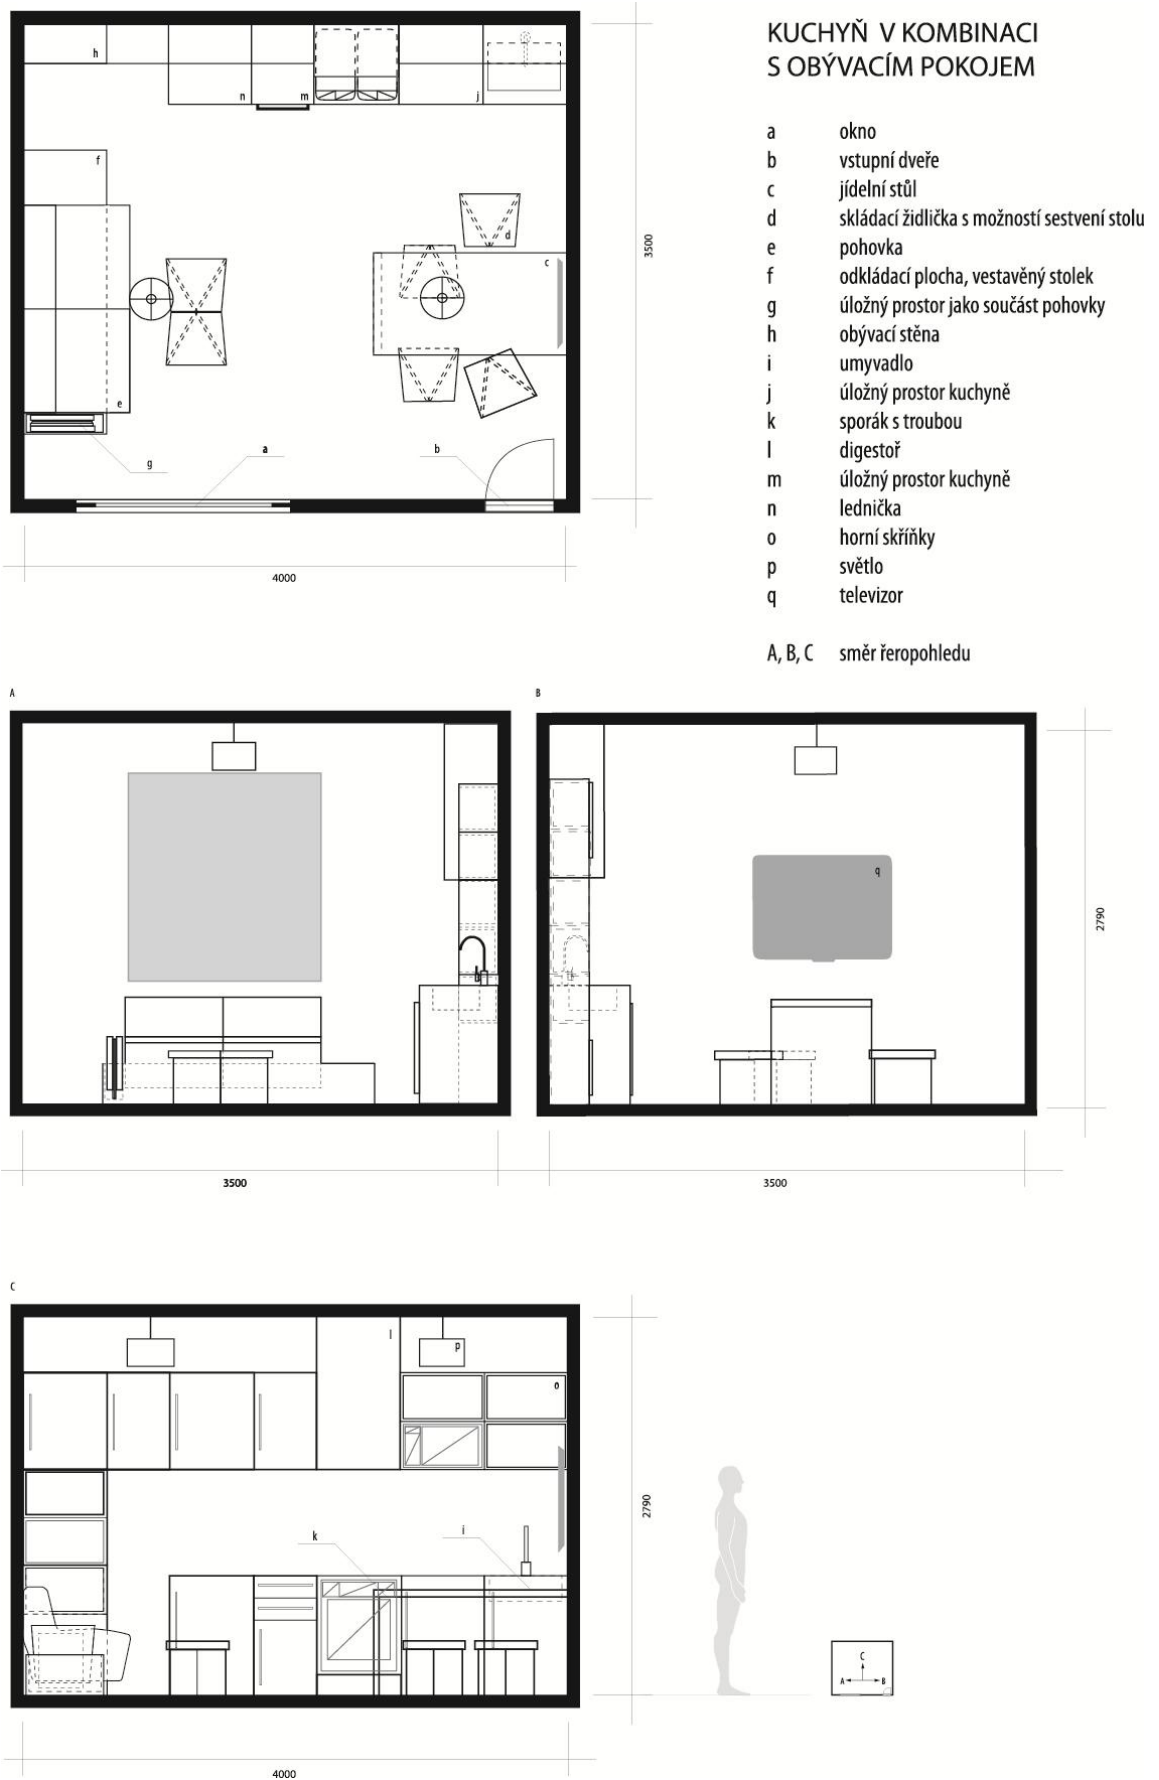 KUCHYŇ V KOMBINACI
S OBÝVACÍM POKOJEM
a okno
b vstupní dveře
c jídelní stůl
d skládací židlička s možností sestvení stolu
e pohovka
f odkládací plocha, vestavěný stolek
g úložný prostor jako součást pohovky
h obývací stěna
i umyvadlo
j úložný prostor kuchyně
k sporák s troubou
l digestoř
m úložný prostor kuchyně
n lednička
o horní skříňky
p světlo
q televizor
A, B, C směr řeropohledu
h
n
m
j
f
d
c
e
g
a
b
3500
4000
A
B
q
2790
3500
3500
C
l
p
o
k
i
2790
4000
C
A
B